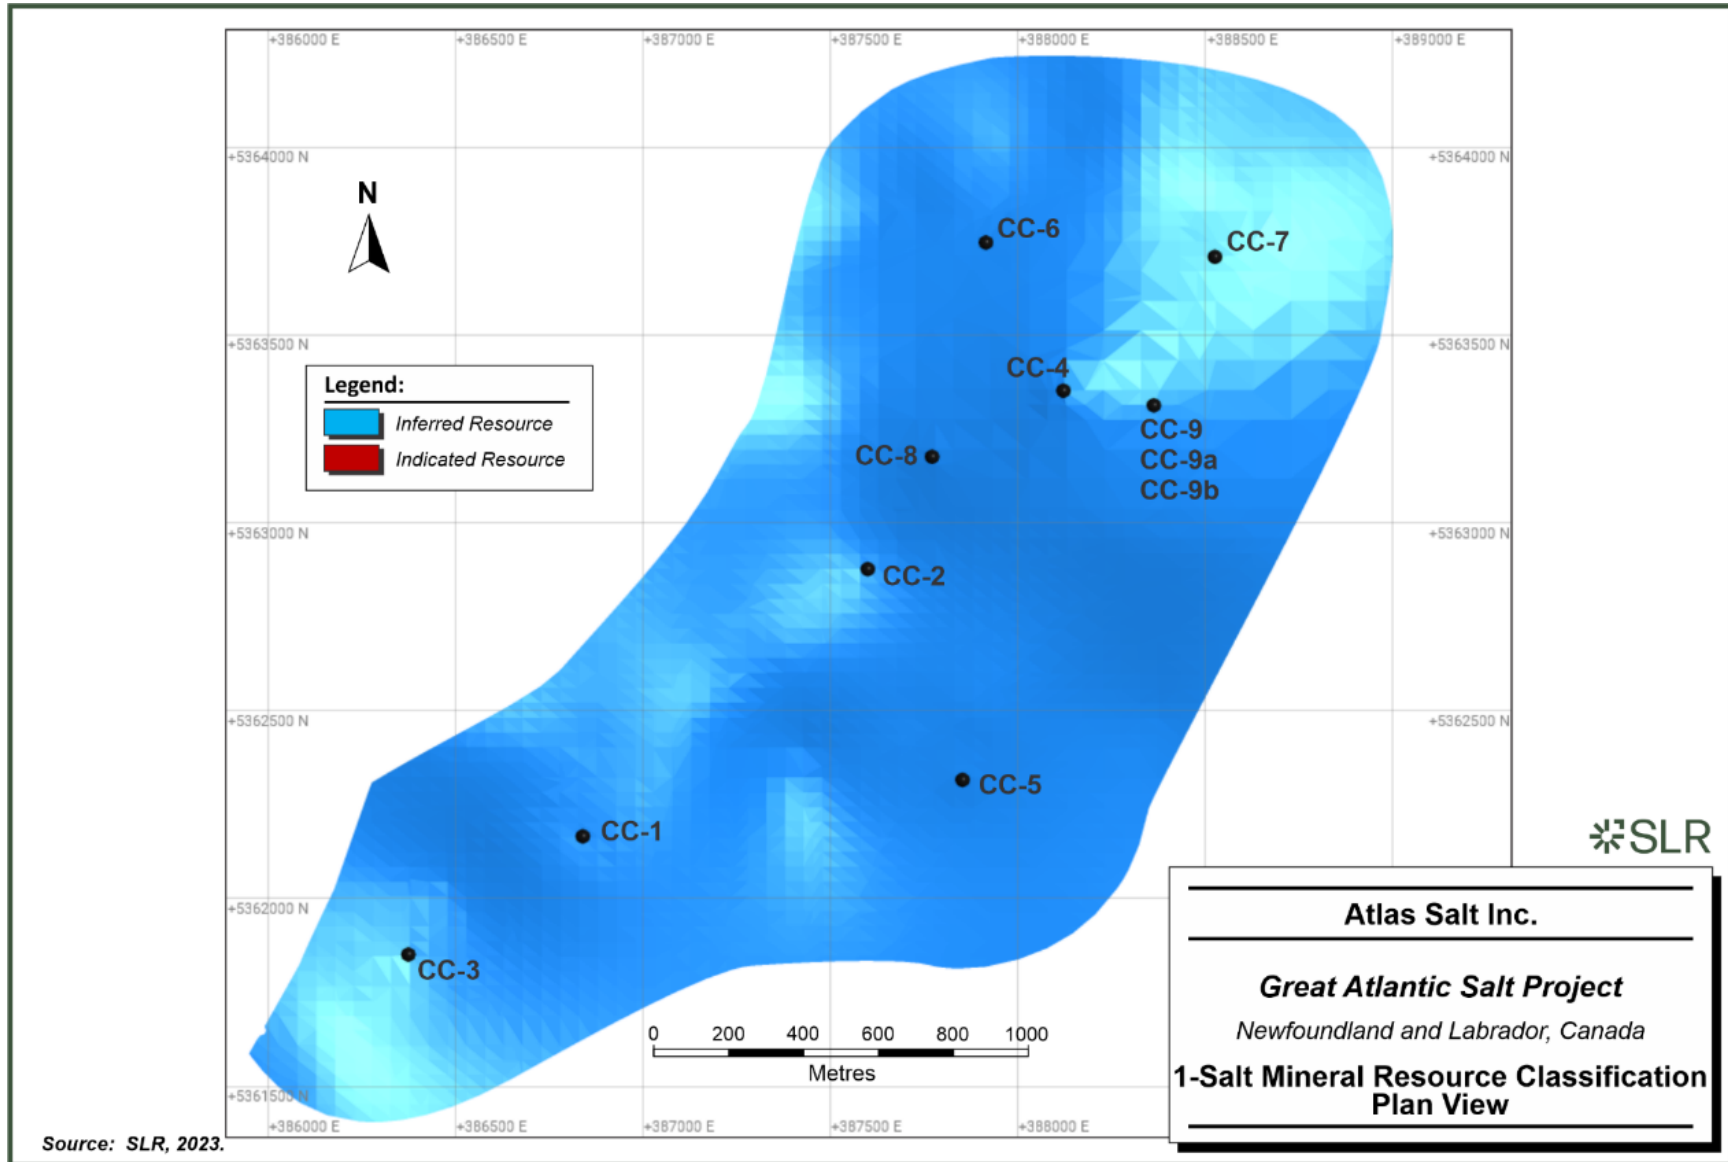 +386000 E +386500 E +387000 E +387500 E +388000 E +388500 E +389000 E
+5364000 N +5364000 N
N
CC-6
CC-7
+5363500 N +5363500 N
CC-4
Legend:
Inferred Resource
Indicated Resource
CC-9
CC-9a
CC-9b
CC-8
+5363000 N +5363000 N
CC-2
+5362500 N +5362500 N
CC-5
CC-1
SLR
+5362000 N
CC-3
Atlas Salt Inc.
Great Atlantic Salt Project
Newfoundland and Labrador, Canada
1-Salt Mineral Resource Classification
Plan View
0 200 400 600 800 1000
Metres
+5361500 N
+386000 E +386500 E +387000 E +387500 E +388000 E
Source: SLR, 2023.